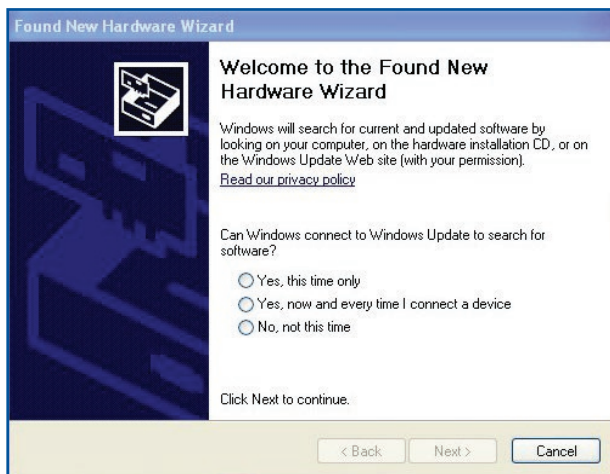 Found New Hardware Wizard
Welcome to the Found New
Hardware Wizard
Windows will search for current and updated software by
looking on your computer, on the hardware installation CD, or on
the Windows Update Web site (with your permission).
Read our privacy policy
Can Windows connect to Windows Update to search for
software?
Yes, this time only
Yes, now and every time I connect a device
No, not this time
Click Next to continue.
< Back
Next >
Cancel